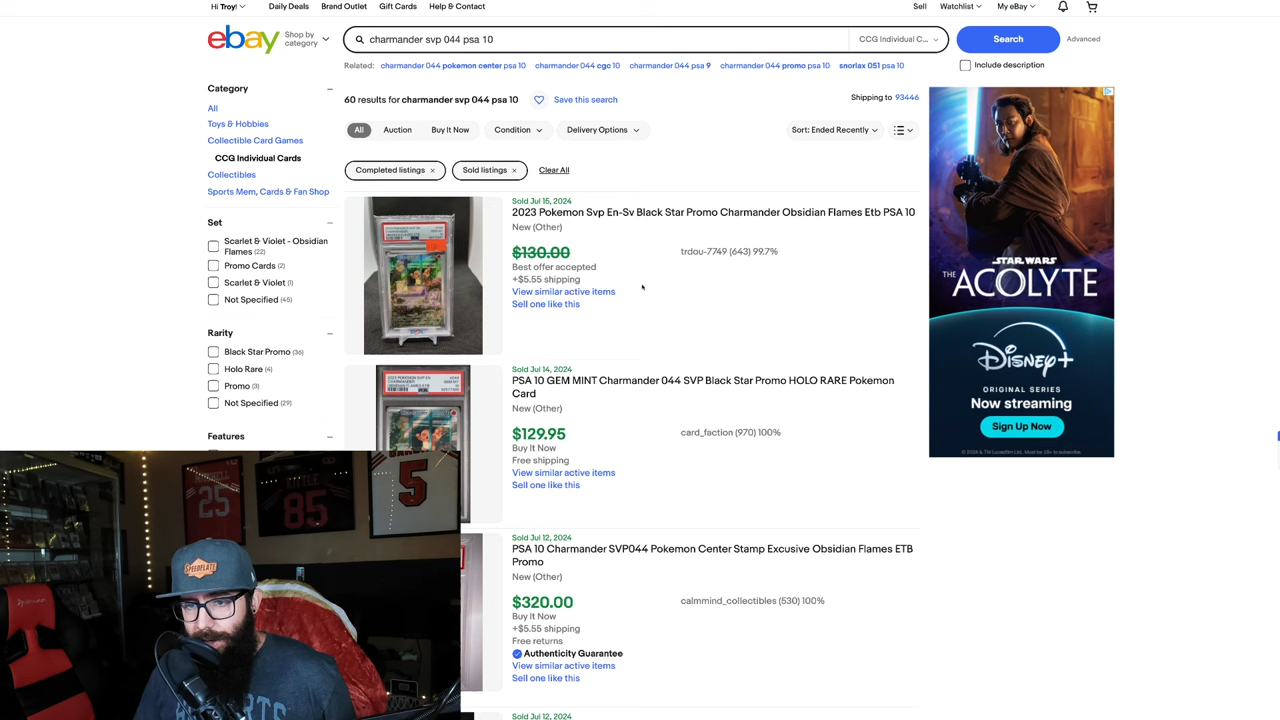 Hi Troy!
Daily Deals
Brand Outlet
Gift Cards
Help & Contact
Sell
Watchlist
My eBay
ebay
Shop by
category
charmander svp 044 psa 10
CCG Individual C...
Search
Advanced
Related:
charmander 044 pokemon center psa 10
charmander 044 cgc 10
charmander 044 psa 9
charmander 044 promo psa 10
snorlax 051 psa 10
Include description
Category
All
Toys & Hobbies
Collectible Card Games
CCG Individual Cards
Collectibles
Sports Mem, Cards & Fan Shop
Set
Scarlet & Violet - Obsidian
Flames (22)
Promo Cards (2)
Scarlet & Violet (1)
Not Specified (45)
Rarity
Black Star Promo (36)
Holo Rare (4)
Promo (3)
Not Specified (29)
Features
60 results for charmander svp 044 psa 10
Save this search
Shipping to 93446
All
Auction
Buy It Now
Condition
Delivery Options
Sort: Ended Recently
Completed listings
Sold listings
Clear All
Sold Jul 15, 2024
2023 Pokemon Svp En-Sv Black Star Promo Charmander Obsidian Flames Etb PSA 10
New (Other)
$130.00
Best offer accepted
+$5.55 shipping
View similar active items
Sell one like this
trdou-7749 (643) 99.7%
Sold Jul 14, 2024
PSA 10 GEM MINT Charmander 044 SVP Black Star Promo HOLO RARE Pokemon
Card
New (Other)
$129.95
Buy It Now
Free shipping
View similar active items
Sell one like this
card_faction (970) 100%
Sold Jul 12, 2024
PSA 10 Charmander SVP044 Pokemon Center Stamp Excusive Obsidian Flames ETB
Promo
New (Other)
$320.00
Buy It Now
+$5.55 shipping
Free returns
Authenticity Guarantee
View similar active items
Sell one like this
calmmind_collectibles (530) 100%
Sold Jul 12, 2024
STAR WARS
THE ACOLYTE
Disney+
ORIGINAL SERIES
Now streaming
Sign Up Now
25
85
5
SPEEDFLATE